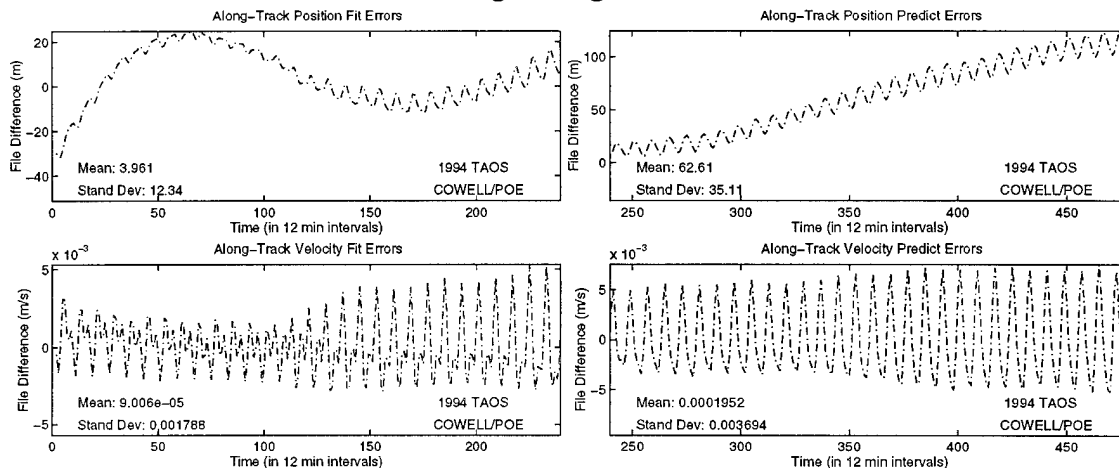 Along-Track Position Fit Errors
20
0
-20
-40
File Difference (m)
Mean: 3.961
Stand Dev: 12.34
1994 TAOS
COWELL/POE
0
50
100
150
200
Time (in 12 min intervals)
Along-Track Position Predict Errors
100
50
0
File Difference (m)
Mean: 62.61
Stand Dev: 35.11
1994 TAOS
COWELL/POE
250
300
350
400
450
Time (in 12 min intervals)
Along-Track Velocity Fit Errors
x 10⁻³
5
0
-5
File Difference (m/s)
Mean: 9.006e-05
Stand Dev: 0.001788
1994 TAOS
COWELL/POE
0
50
100
150
200
Time (in 12 min intervals)
Along-Track Velocity Predict Errors
x 10⁻³
5
0
-5
File Difference (m/s)
Mean: 0.0001952
Stand Dev: 0.003694
1994 TAOS
COWELL/POE
250
300
350
400
450
Time (in 12 min intervals)